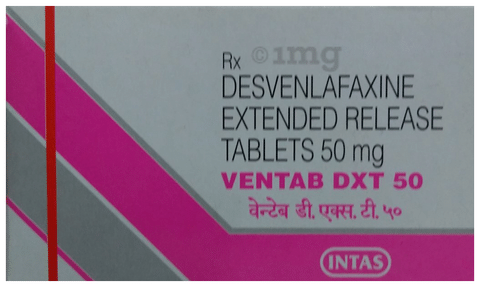 Rx ©1mg
DESVENLAFAXINE
EXTENDED RELEASE
TABLETS 50 mg
VENTAB DXT 50
वेन्टेब डी. एक्स. टी. ५०
INTAS